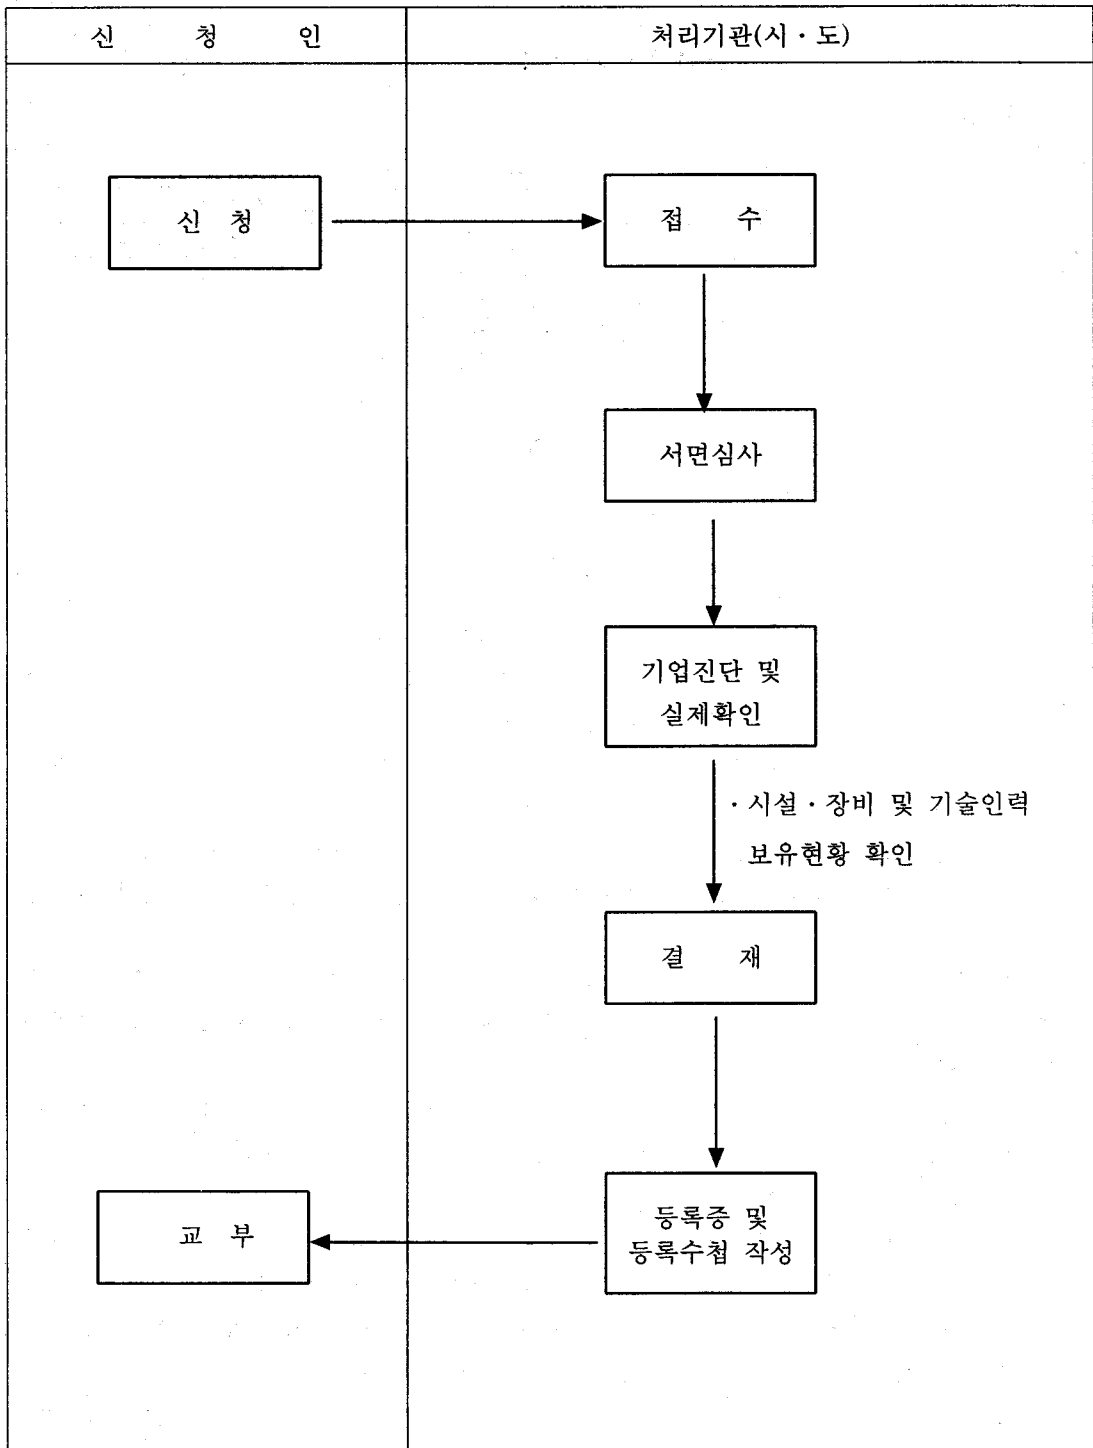 신 청 인
처리기관(시·도)
신 청
접 수
서면심사
기업진단 및
실제확인
·시설·장비 및 기술인력
보유현황 확인
결 재
등록증 및
등록수첩 작성
교 부